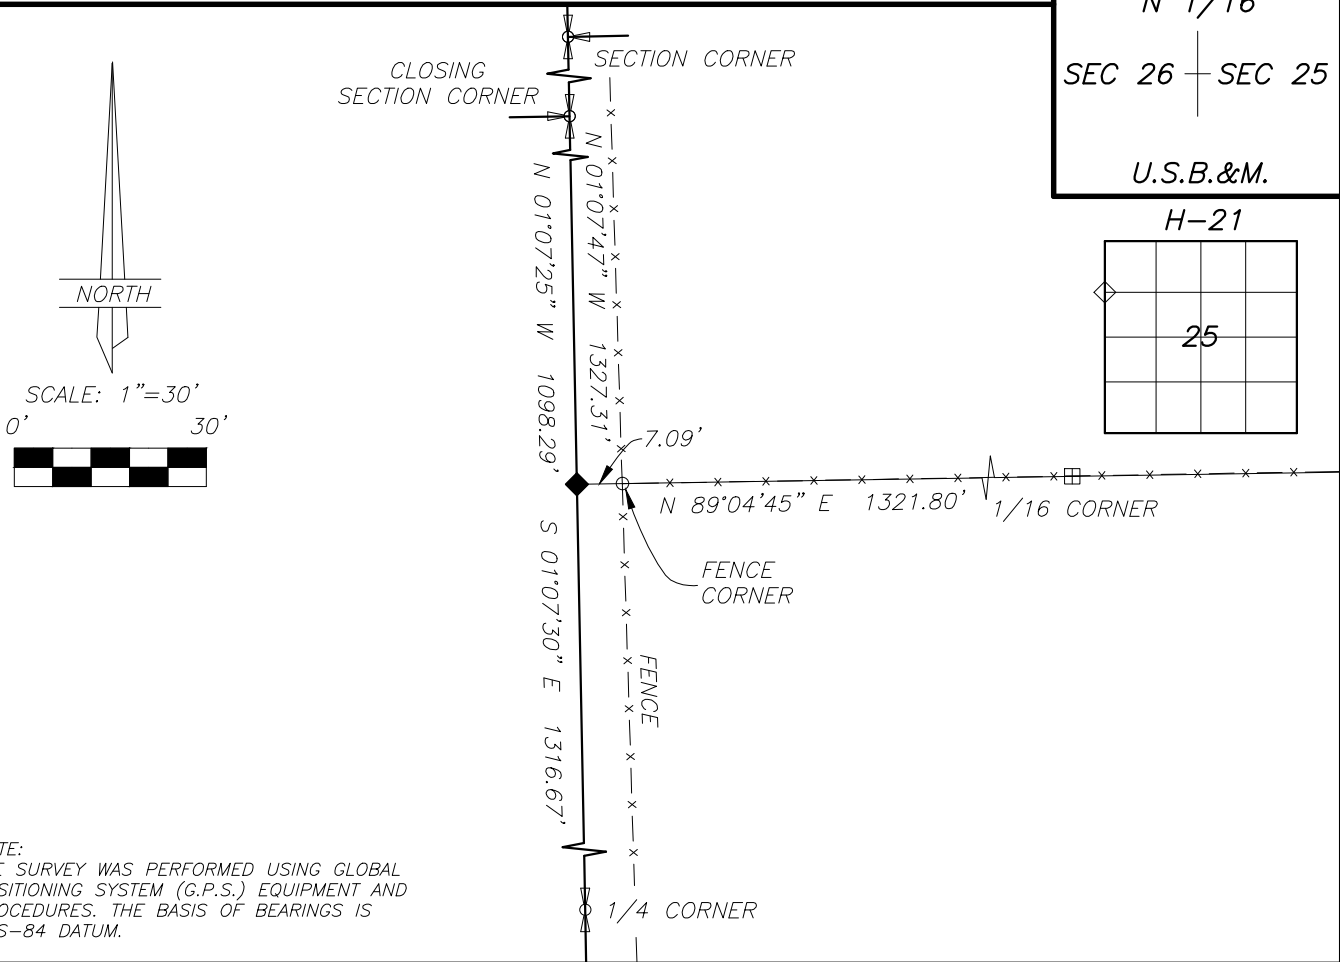 N 1/16
SEC 26 SEC 25
U.S.B.&M.
H-21
25
SECTION CORNER
CLOSING
SECTION CORNER
NORTH
SCALE: 1"=30'
0' 30'
N 01°07'25" W 1098.29'
N 01°07'47" W 1327.31'
7.09'
N 89°04'45" E 1321.80'
1/16 CORNER
FENCE
CORNER
S 01°07'30" E 1316.67'
FENCE
1/4 CORNER
TE:
E SURVEY WAS PERFORMED USING GLOBAL
SITIONING SYSTEM (G.P.S.) EQUIPMENT AND
OCEDURES. THE BASIS OF BEARINGS IS
S-84 DATUM.